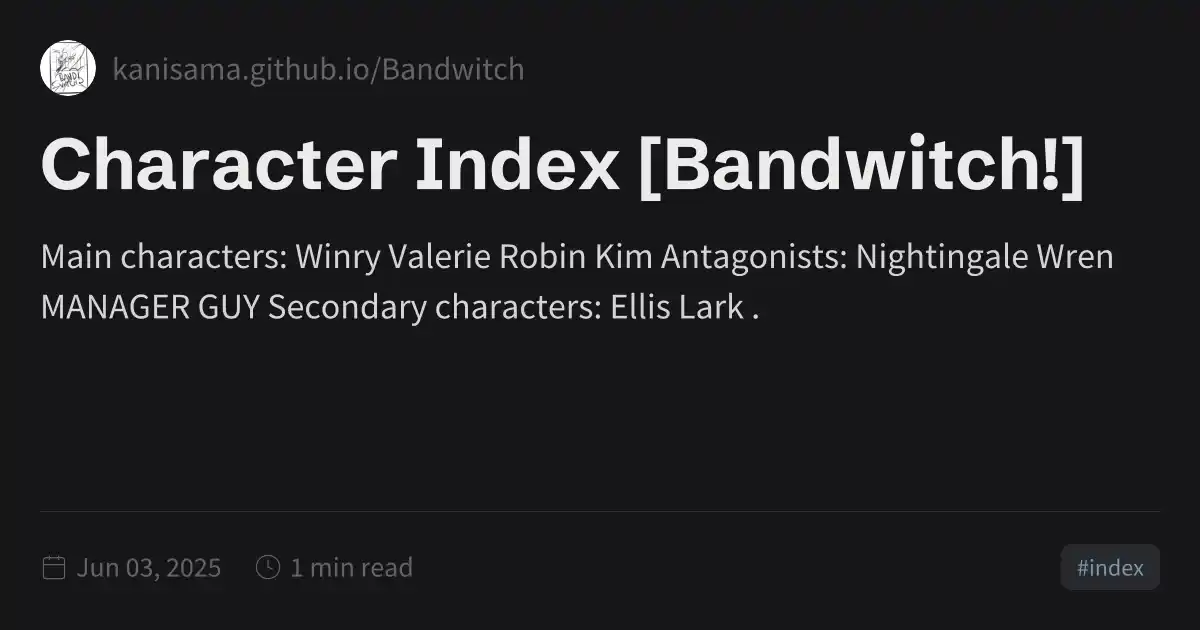 kanisama.github.io/Bandwitch
Character Index [Bandwitch!]
Main characters: Winry Valerie Robin Kim Antagonists: Nightingale Wren
MANAGER GUY Secondary characters: Ellis Lark .
Jun 03, 2025
1 min read
#index